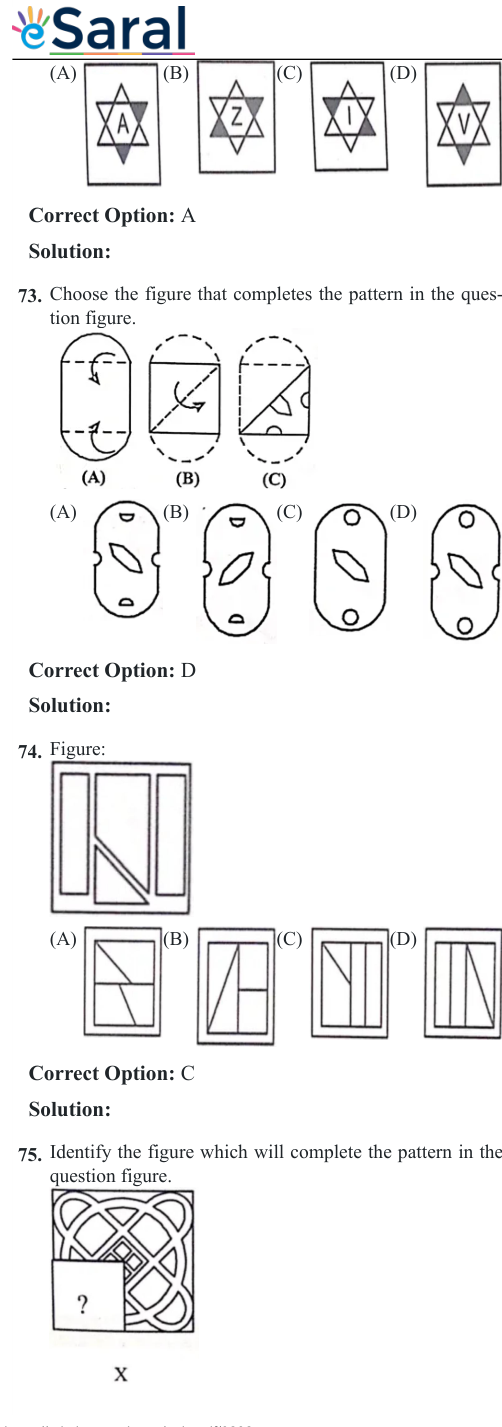 eSaral
(A) (B) (C) (D)
A Z I V
Correct Option: A
Solution:
73. Choose the figure that completes the pattern in the ques-
tion figure.
(A) (B) (C)
(A) (B) (C) (D)
Correct Option: D
Solution:
74. Figure:
(A) (B) (C) (D)
Correct Option: C
Solution:
75. Identify the figure which will complete the pattern in the
question figure.
?
X